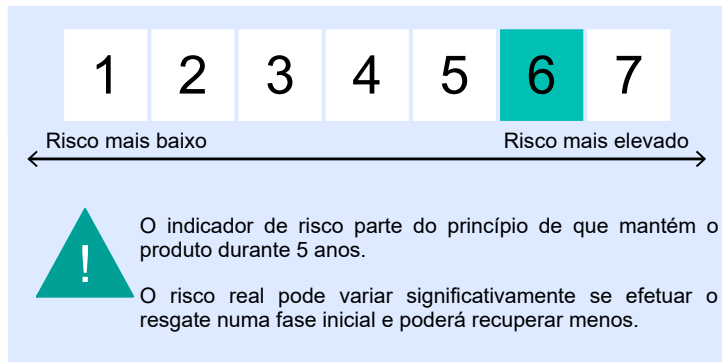 1 2 3 4 5 6 7
Risco mais baixo Risco mais elevado
!
O indicador de risco parte do princípio de que mantém o
produto durante 5 anos.
O risco real pode variar significativamente se efetuar o
resgate numa fase inicial e poderá recuperar menos.